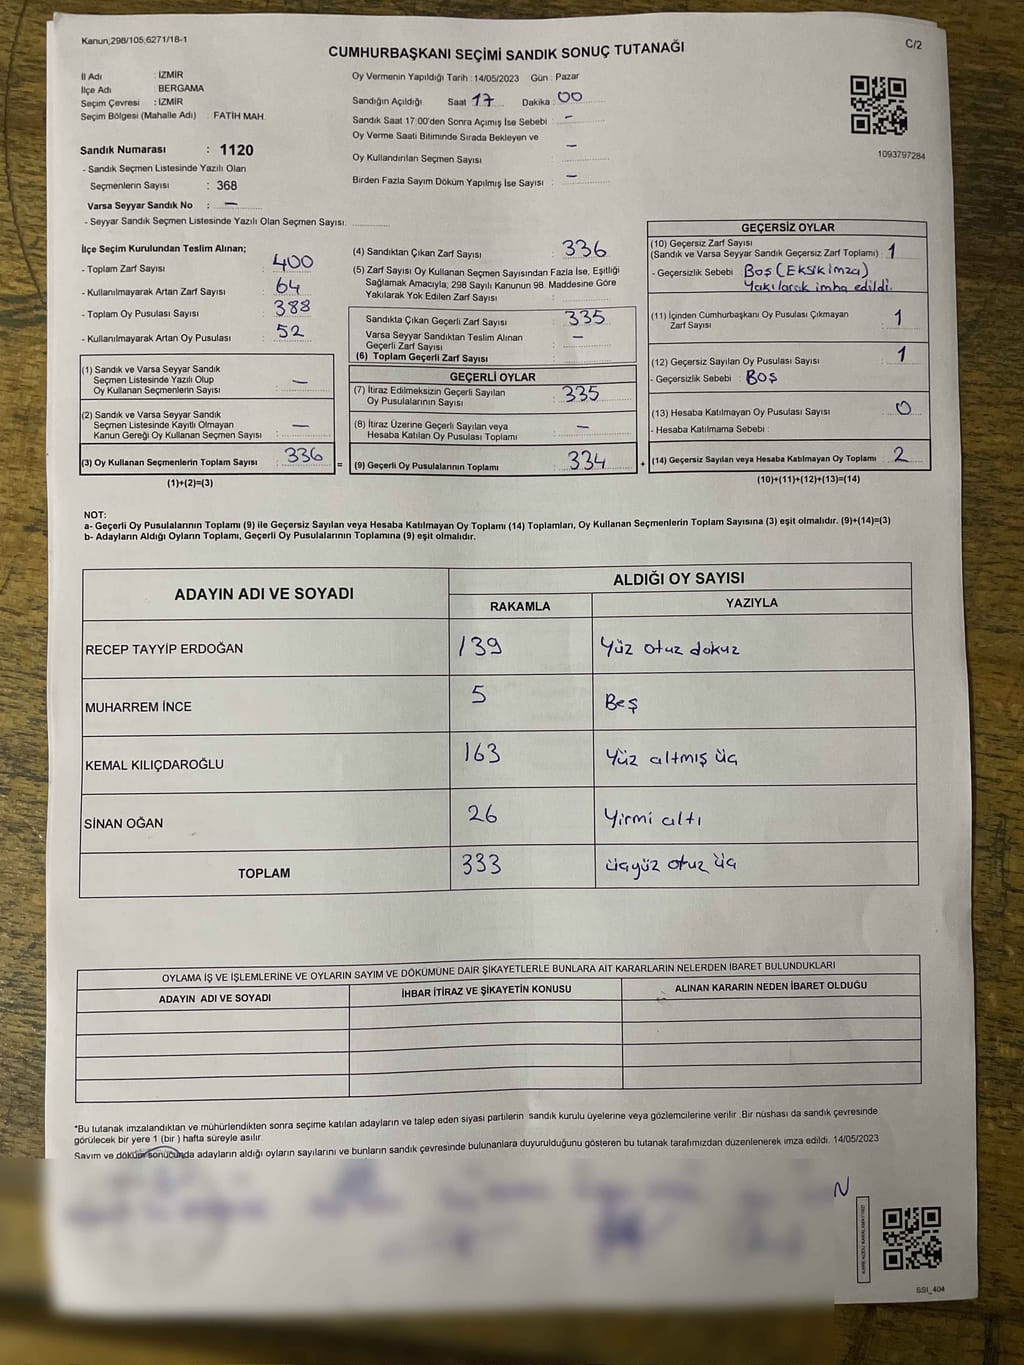 Kanun;298/105;6271/18-1
C/2
CUMHURBAŞKANI SEÇİMİ SANDIK SONUÇ TUTANAĞI
İl Adı : İZMİR
İlçe Adı : BERGAMA
Seçim Çevresi : İZMİR
Seçim Bölgesi (Mahalle Adı) : FATİH MAH.
Sandık Numarası : 1120
- Sandık Seçmen Listesinde Yazılı Olan
Seçmenlerin Sayısı : 368
Varsa Seyyar Sandık No : —
- Seyyar Sandık Seçmen Listesinde Yazılı Olan Seçmen Sayısı:
Oy Vermenin Yapıldığı Tarih : 14/05/2023 Gün : Pazar
Sandığın Açıldığı Saat 17 Dakika : 00
Sandık Saat 17:00'den Sonra Açımış İse Sebebi : —
Oy Verme Saati Bitiminde Sırada Bekleyen ve
Oy Kullandırılan Seçmen Sayısı : —
Birden Fazla Sayım Döküm Yapılmış İse Sayısı : —
1093797284
İlçe Seçim Kurulundan Teslim Alınan;
- Toplam Zarf Sayısı : 400
- Kullanılmayarak Artan Zarf Sayısı : 64
- Toplam Oy Pusulası Sayısı : 388
- Kullanılmayarak Artan Oy Pusulası : 52
(1) Sandık ve Varsa Seyyar Sandık
Seçmen Listesinde Yazılı Olup
Oy Kullanan Seçmenlerin Sayısı : —
(2) Sandık ve Varsa Seyyar Sandık
Seçmen Listesinde Kayıtlı Olmayan
Kanun Gereği Oy Kullanan Seçmen Sayısı : —
(3) Oy Kullanan Seçmenlerin Toplam Sayısı : 336 =
(1)+(2)=(3)
(4) Sandıktan Çıkan Zarf Sayısı : 336
(5) Zarf Sayısı Oy Kullanan Seçmen Sayısından Fazla İse, Eşitliği
Sağlamak Amacıyla; 298 Sayılı Kanunun 98. Maddesine Göre
Yakılarak Yok Edilen Zarf Sayısı :
Sandıkta Çıkan Geçerli Zarf Sayısı : 335
Varsa Seyyar Sandıktan Teslim Alınan
Geçerli Zarf Sayısı : —
(6) Toplam Geçerli Zarf Sayısı
GEÇERLİ OYLAR
(7) İtiraz Edilmeksizin Geçerli Sayılan
Oy Pusulalarının Sayısı : 335
(8) İtiraz Üzerine Geçerli Sayılan veya
Hesaba Katılan Oy Pusulası Toplamı : —
(9) Geçerli Oy Pusulalarının Toplamı : 334 +
GEÇERSİZ OYLAR
(10) Geçersiz Zarf Sayısı
(Sandık ve Varsa Seyyar Sandık Geçersiz Zarf Toplamı) : 1
- Geçersizlik Sebebi : Boş (Eksik imza)
Yakılarak imha edildi.
(11) İçinden Cumhurbaşkanı Oy Pusulası Çıkmayan
Zarf Sayısı : 1
(12) Geçersiz Sayılan Oy Pusulası Sayısı : 1
- Geçersizlik Sebebi : Boş
(13) Hesaba Katılmayan Oy Pusulası Sayısı : 0
- Hesaba Katılmama Sebebi :
(14) Geçersiz Sayılan veya Hesaba Katılmayan Oy Toplamı : 2
(10)+(11)+(12)+(13)=(14)
NOT:
a- Geçerli Oy Pusulalarının Toplamı (9) ile Geçersiz Sayılan veya Hesaba Katılmayan Oy Toplamı (14) Toplamları, Oy Kullanan Seçmenlerin Toplam Sayısına (3) eşit olmalıdır. (9)+(14)=(3)
b- Adayların Aldığı Oyların Toplamı, Geçerli Oy Pusulalarının Toplamına (9) eşit olmalıdır.
ADAYIN ADI VE SOYADI
ALDIĞI OY SAYISI
RAKAMLA YAZIYLA
RECEP TAYYİP ERDOĞAN 139 Yüz otuz dokuz
MUHARREM İNCE 5 Beş
KEMAL KILIÇDAROĞLU 163 Yüz altmış üç
SİNAN OĞAN 26 Yirmi altı
TOPLAM 333 üçyüz otuz üç
OYLAMA İŞ VE İŞLEMLERİNE VE OYLARIN SAYIM VE DÖKÜMÜNE DAİR ŞİKAYETLERLE BUNLARA AİT KARARLARIN NELERDEN İBARET BULUNDUKLARI
ADAYIN ADI VE SOYADI İHBAR İTİRAZ VE ŞİKAYETİN KONUSU ALINAN KARARIN NEDEN İBARET OLDUĞU
*Bu tutanak imzalandıktan ve mühürlendikten sonra seçime katılan adayların ve talep eden siyasi partilerin sandık kurulu üyelerine veya gözlemcilerine verilir .Bir nüshası da sandık çevresinde
görülecek bir yere 1 (bir ) hafta süreyle asılır.
Sayım ve döküm sonucunda adayların aldığı oyların sayılarını ve bunların sandık çevresinde bulunanlara duyurulduğunu gösteren bu tutanak tarafımızdan düzenlenerek imza edildi. 14/05/2023
N
SSI_404